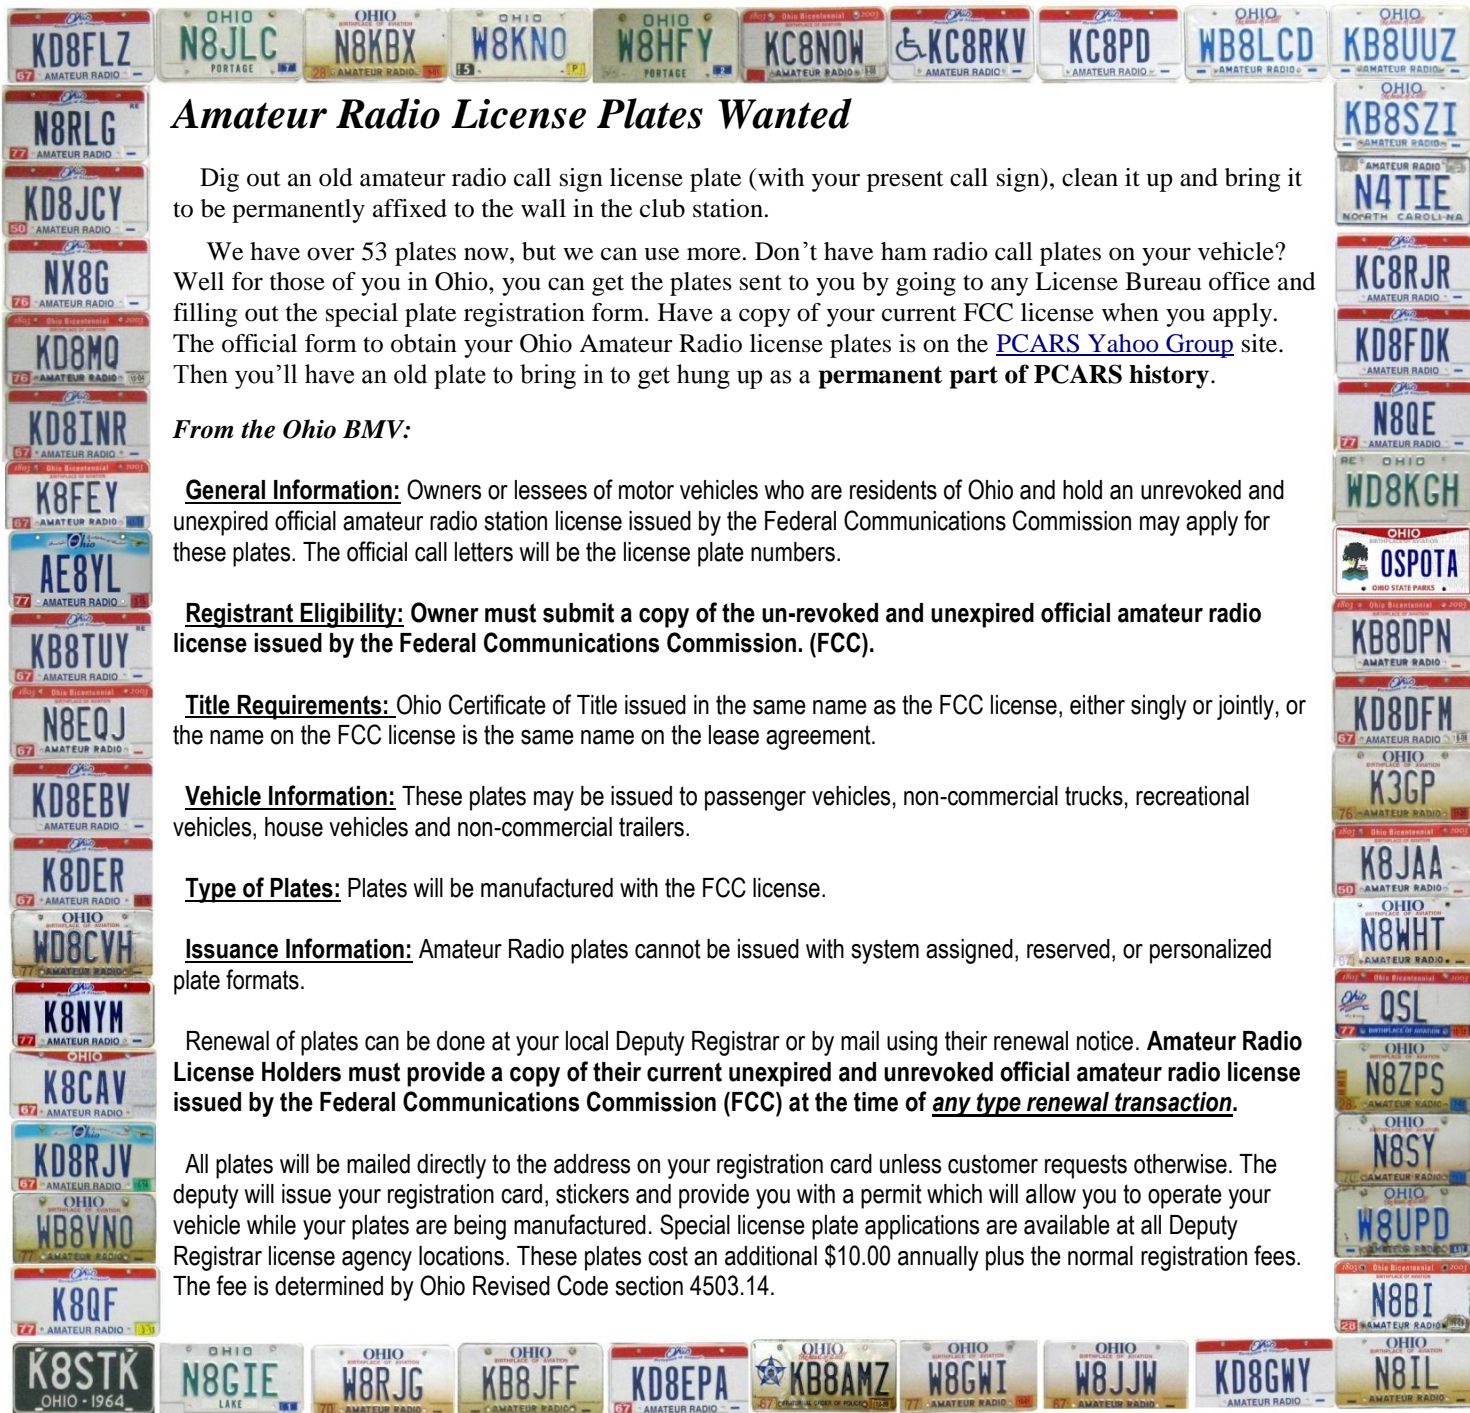 KD8FLZ N8JLC N8KBX W8KNO W8HFY KC8NOW KC8RKV KC8PD WB8LCD KB8UUZ
Amateur Radio License Plates Wanted
Dig out an old amateur radio call sign license plate (with your present call sign), clean it up and bring it
to be permanently affixed to the wall in the club station.
We have over 53 plates now, but we can use more. Don’t have ham radio call plates on your vehicle?
Well for those of you in Ohio, you can get the plates sent to you by going to any License Bureau office and
filling out the special plate registration form. Have a copy of your current FCC license when you apply.
The official form to obtain your Ohio Amateur Radio license plates is on the PCARS Yahoo Group site.
Then you’ll have an old plate to bring in to get hung up as a permanent part of PCARS history.
From the Ohio BMV:
General Information: Owners or lessees of motor vehicles who are residents of Ohio and hold an unrevoked and
unexpired official amateur radio station license issued by the Federal Communications Commission may apply for
these plates. The official call letters will be the license plate numbers.
Registrant Eligibility: Owner must submit a copy of the un-revoked and unexpired official amateur radio
license issued by the Federal Communications Commission. (FCC).
Title Requirements: Ohio Certificate of Title issued in the same name as the FCC license, either singly or jointly, or
the name on the FCC license is the same name on the lease agreement.
Vehicle Information: These plates may be issued to passenger vehicles, non-commercial trucks, recreational
vehicles, house vehicles and non-commercial trailers.
Type of Plates: Plates will be manufactured with the FCC license.
Issuance Information: Amateur Radio plates cannot be issued with system assigned, reserved, or personalized
plate formats.
Renewal of plates can be done at your local Deputy Registrar or by mail using their renewal notice. Amateur Radio
License Holders must provide a copy of their current unexpired and unrevoked official amateur radio license
issued by the Federal Communications Commission (FCC) at the time of any type renewal transaction.
All plates will be mailed directly to the address on your registration card unless customer requests otherwise. The
deputy will issue your registration card, stickers and provide you with a permit which will allow you to operate your
vehicle while your plates are being manufactured. Special license plate applications are available at all Deputy
Registrar license agency locations. These plates cost an additional $10.00 annually plus the normal registration fees.
The fee is determined by Ohio Revised Code section 4503.14.
N8RLG
KD8JCY
NX8G
KD8MQ
KD8INR
K8FEY
AE8YL
KB8TUY
N8EQJ
KD8EBV
K8DER
WD8CVH
K8NYM
K8CAV
KD8RJV
WB8VNO
K8QF
KB8SZI
AMATEUR RADIO
N4TIE
NORTH CAROLINA
KC8RJR
KD8FDK
N8QE
WD8KGH
OHIO
OSPOTA
OHIO STATE PARKS
KB8DPN
KD8DFM
K3GP
K8JAA
N8WHT
QSL
N8ZPS
N8SY
W8UPD
N8BI
K8STK N8GIE W8RJG KB8JFF KD8EPA KB8AMZ W8GWI W8JJW KD8GWY N8IL
OHIO - 1964 LAKE